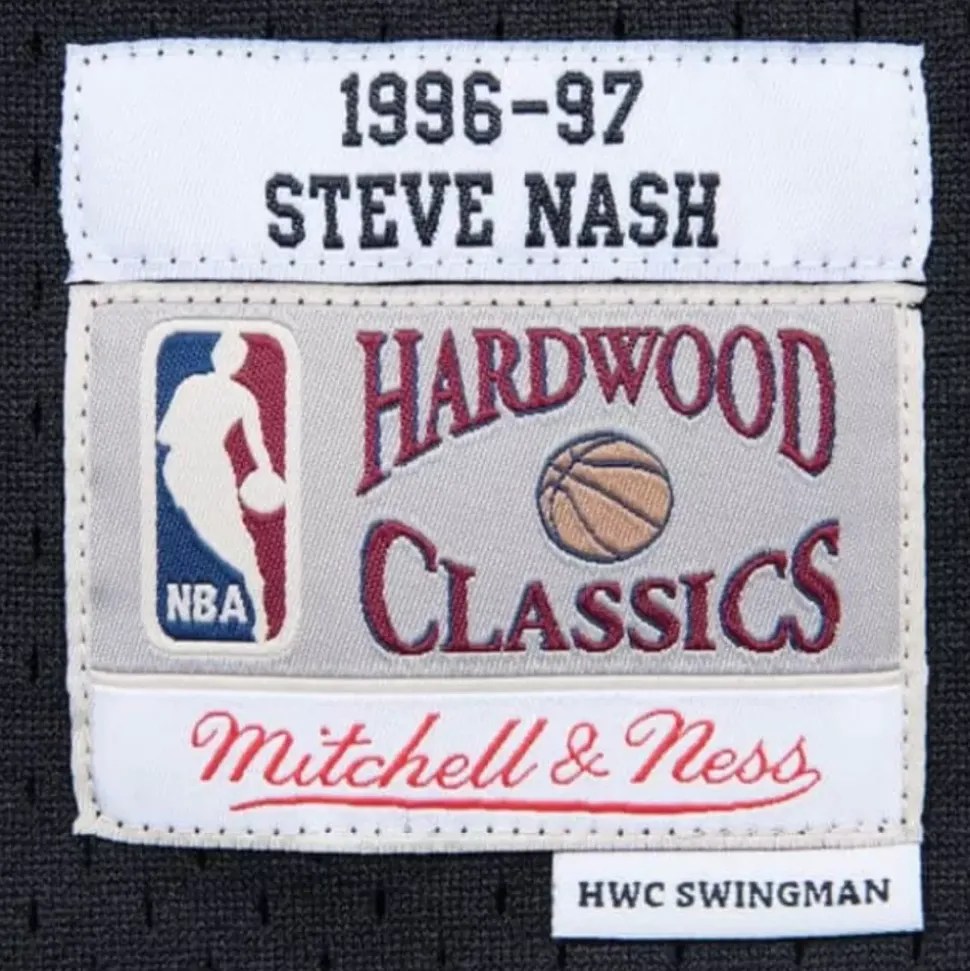 1996-97
STEVE NASH
HARDWOOD
CLASSICS
NBA
Mitchell & Ness
HWC SWINGMAN